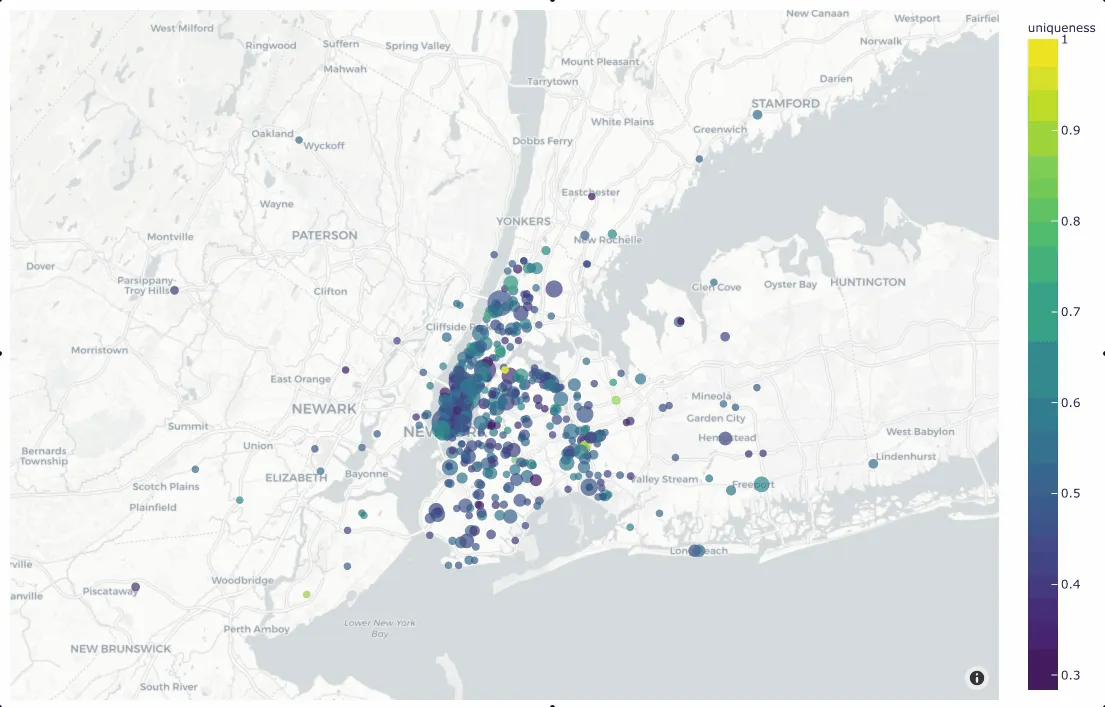 New Canaan
Westport
Fairfiel
West Milford
Ringwood
Suffern
Spring Valley
Norwalk
Mahwah
Mount Pleasant
Tarrytown
Darien
STAMFORD
White Plains
Greenwich
Oakland
Wyckoff
Dobbs Ferry
Eastchester
Wayne
YONKERS
PATERSON
Montville
New Rochelle
Dover
Parsippany-
Troy Hills
Clifton
Glen Cove
Oyster Bay
HUNTINGTON
Cliffside
Morristown
East Orange
NEWARK
Mineola
Garden City
Summit
Union
Hempstead
West Babylon
Bernards
Township
Lindenhurst
Scotch Plains
ELIZABETH
Bayonne
Valley Stream
Freeport
Plainfield
Long Beach
ville
Woodbridge
anville
Piscataway
Perth Amboy
Lower New York
Bay
NEW BRUNSWICK
South River
uniqueness
1
0.9
0.8
0.7
0.6
0.5
0.4
0.3